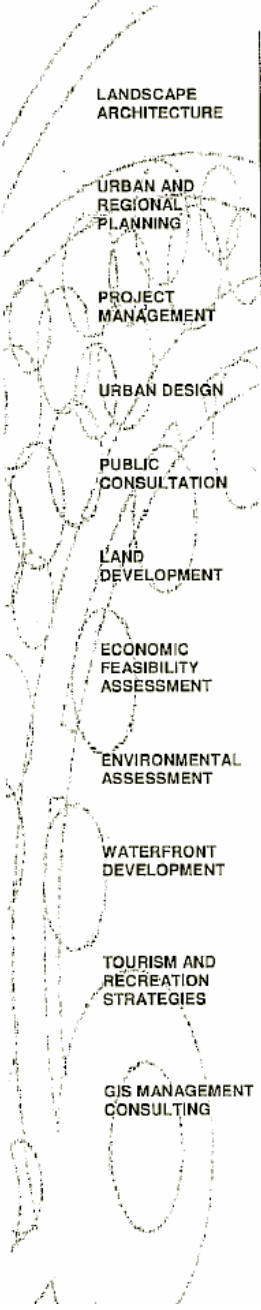 LANDSCAPE
ARCHITECTURE
URBAN AND
REGIONAL
PLANNING
PROJECT
MANAGEMENT
URBAN DESIGN
PUBLIC
CONSULTATION
LAND
DEVELOPMENT
ECONOMIC
FEASIBILITY
ASSESSMENT
ENVIRONMENTAL
ASSESSMENT
WATERFRONT
DEVELOPMENT
TOURISM AND
RECREATION
STRATEGIES
GIS MANAGEMENT
CONSULTING